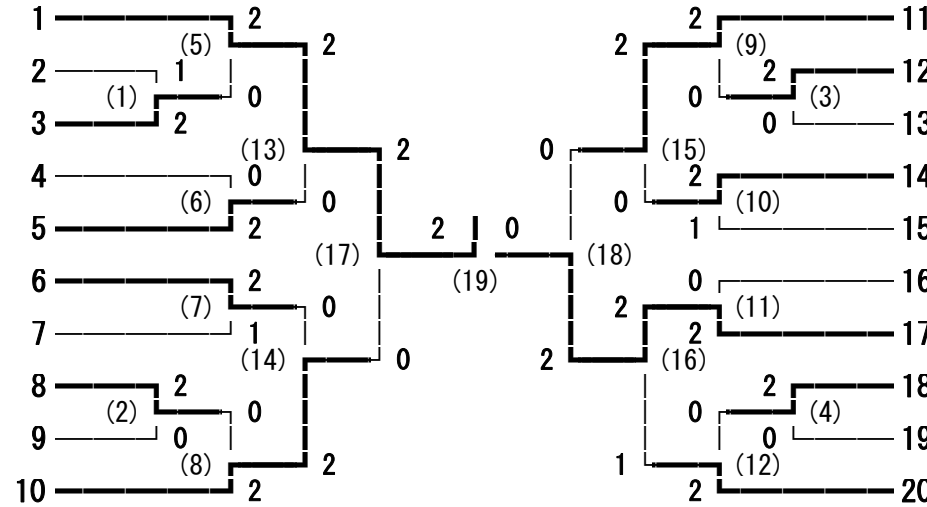 1 2 2 11
(5) 2 2 (9)
2 1 2 12
(1) 0 0 (3)
3 2 0 13
(13) 2 0 (15)
4 0 2 14
(6) 0 0 (10)
5 2 2 0 1 15
(17) (19) (18)
6 2 0 16
(7) 0 2 (11)
7 1 2 17
(14) 0 2 (16)
8 2 2 18
(2) 0 0 (4)
9 0 0 19
(8) 2 1 (12)
10 2 2 20